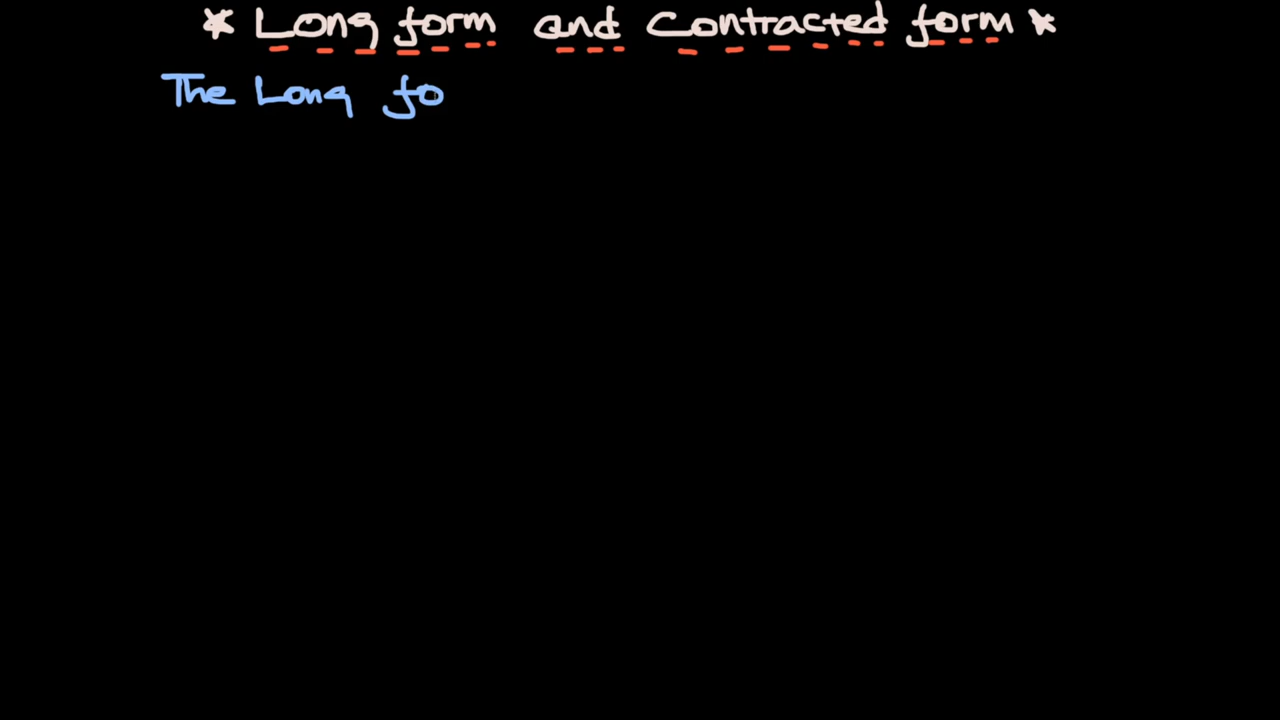 * Long form and Contracted form *
The Long fo